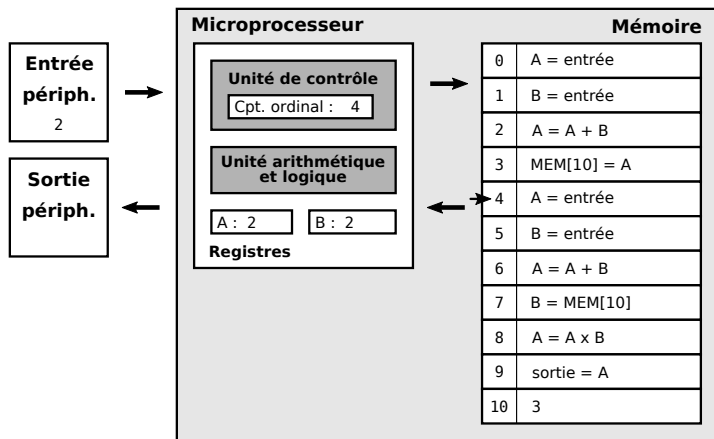 Microprocesseur
Mémoire
Entrée
périph.
2
Sortie
périph.
Unité de contrôle
Cpt. ordinal : 4
Unité arithmétique
et logique
A : 2
B : 2
Registres
0 A = entrée
1 B = entrée
2 A = A + B
3 MEM[10] = A
4 A = entrée
5 B = entrée
6 A = A + B
7 B = MEM[10]
8 A = A x B
9 sortie = A
10 3